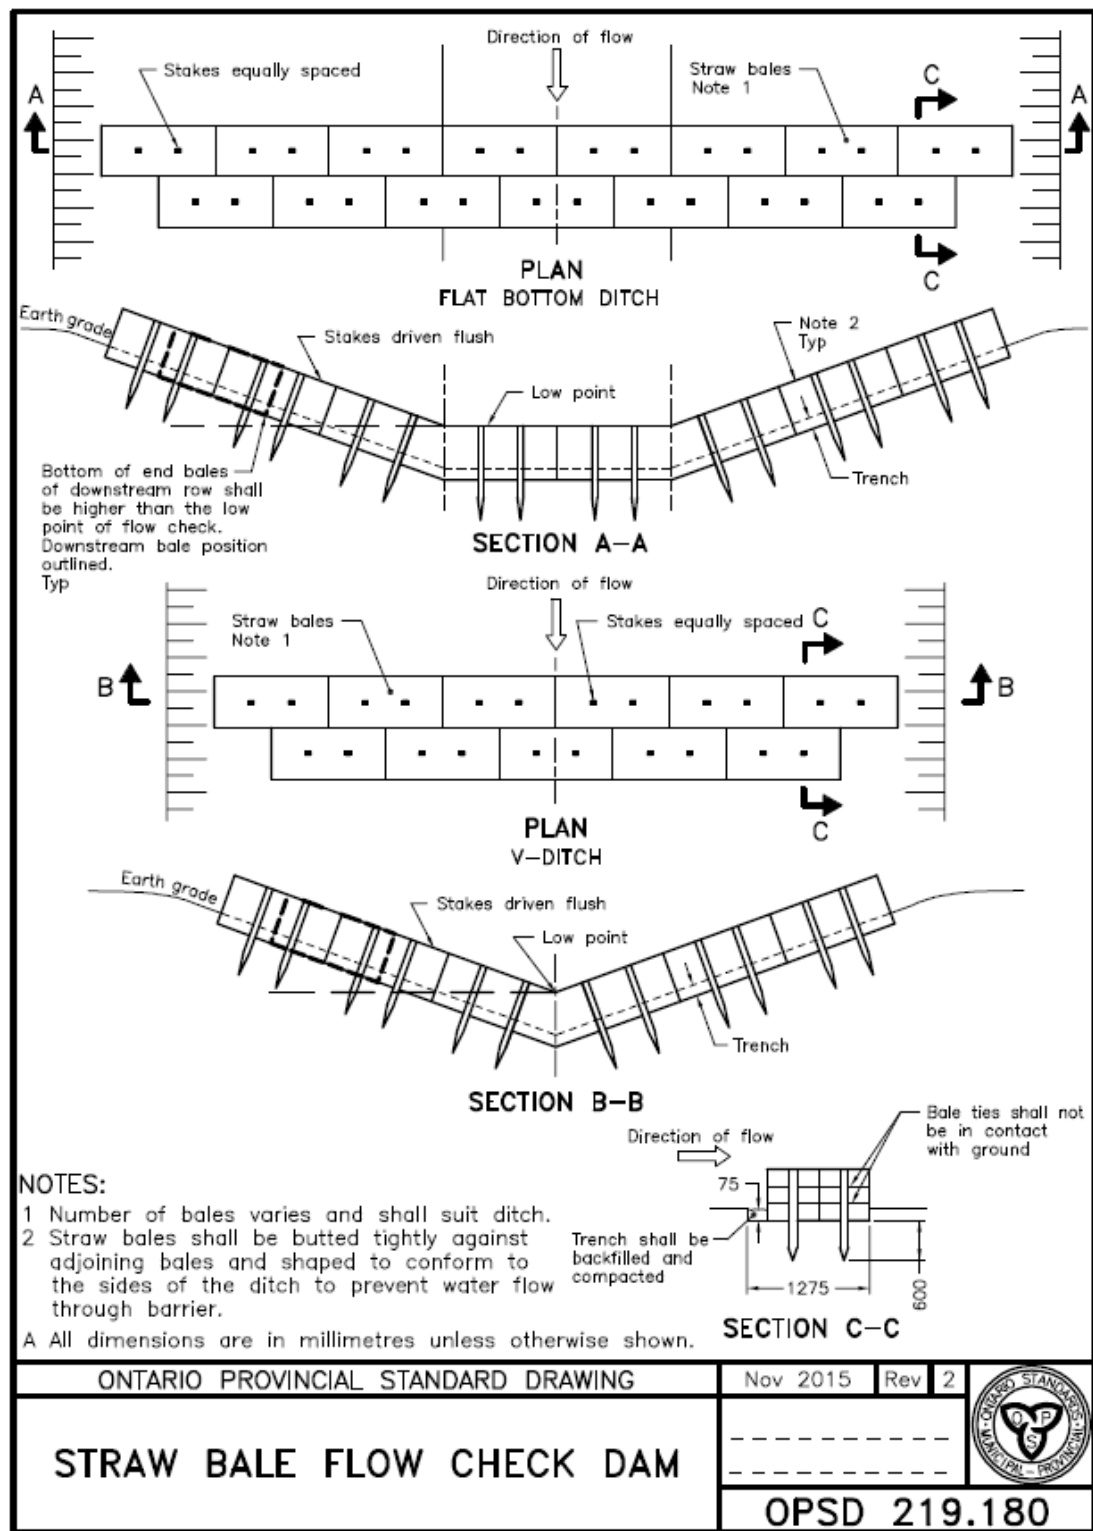 Direction of flow
Stakes equally spaced
Straw bales
Note 1
C
A
A
C
PLAN
FLAT BOTTOM DITCH
Earth grade
Stakes driven flush
Note 2
Typ
Low point
Trench
Bottom of end bales
of downstream row shall
be higher than the low
point of flow check.
Downstream bale position
outlined.
Typ
SECTION A-A
Direction of flow
Straw bales
Note 1
Stakes equally spaced
C
B
B
C
PLAN
V-DITCH
Earth grade
Stakes driven flush
Low point
Trench
SECTION B-B
Direction of flow
Bale ties shall not
be in contact
with ground
75
Trench shall be
backfilled and
compacted
1275
600
SECTION C-C
NOTES:
1 Number of bales varies and shall suit ditch.
2 Straw bales shall be butted tightly against
adjoining bales and shaped to conform to
the sides of the ditch to prevent water flow
through barrier.
A All dimensions are in millimetres unless otherwise shown.
ONTARIO PROVINCIAL STANDARD DRAWING
Nov 2015 Rev 2
ONTARIO STANDARDS
MUNICIPAL - PROVINCIAL
O P
S
STRAW BALE FLOW CHECK DAM
OPSD 219.180